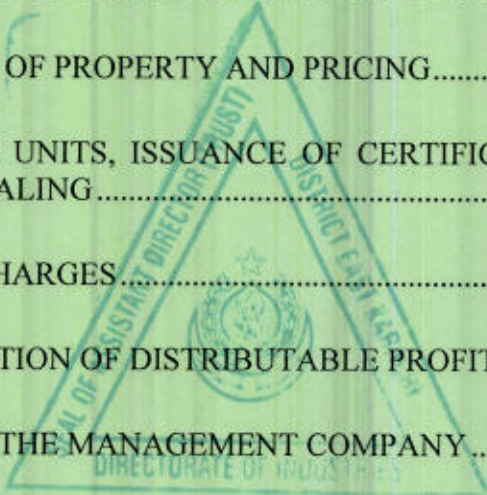 OF PROPERTY AND PRICING........
UNITS, ISSUANCE OF CERTIFIC
ALING................................................
HARGES.............................................
TION OF DISTRIBUTABLE PROFIT
THE MANAGEMENT COMPANY..
SEAL OF ASSISTANT DIRECTOR
DISTRICT EAST KARACHI
DIRECTORATE OF INDUSTRIES